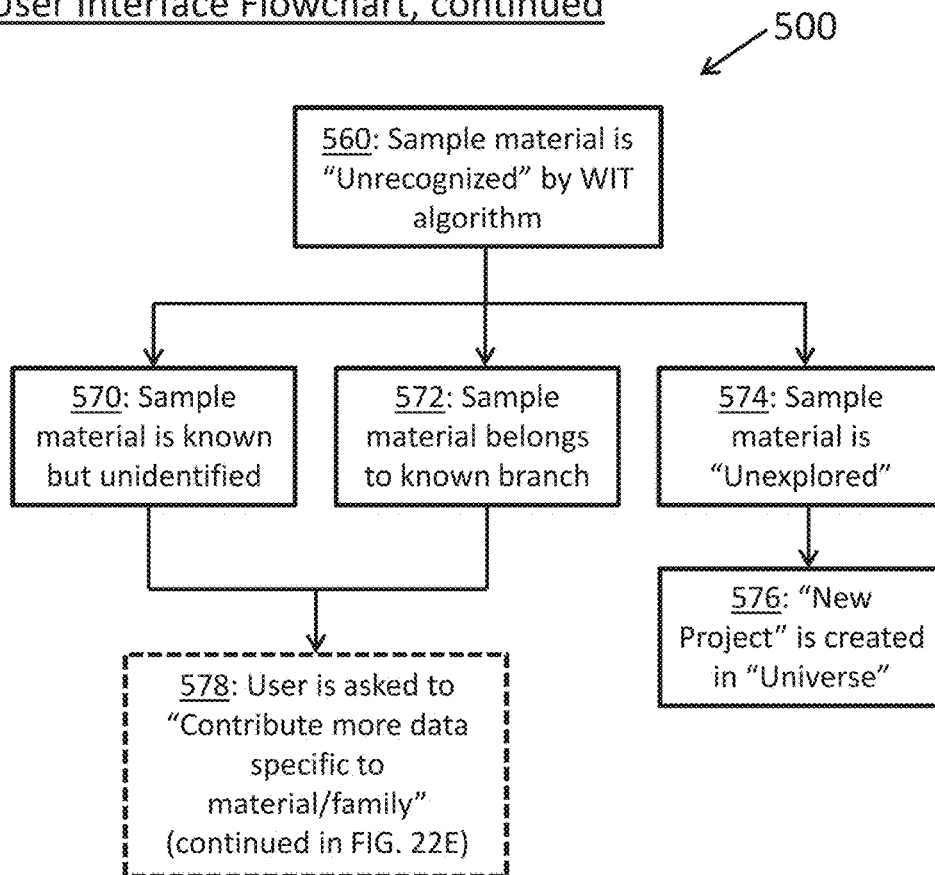 User Interface Flowchart, continued
500
560: Sample material is
“Unrecognized” by WIT
algorithm
570: Sample
material is known
but unidentified
572: Sample
material belongs
to known branch
574: Sample
material is
“Unexplored”
576: “New
Project” is created
in “Universe”
578: User is asked to
“Contribute more data
specific to
material/family”
(continued in FIG. 22E)